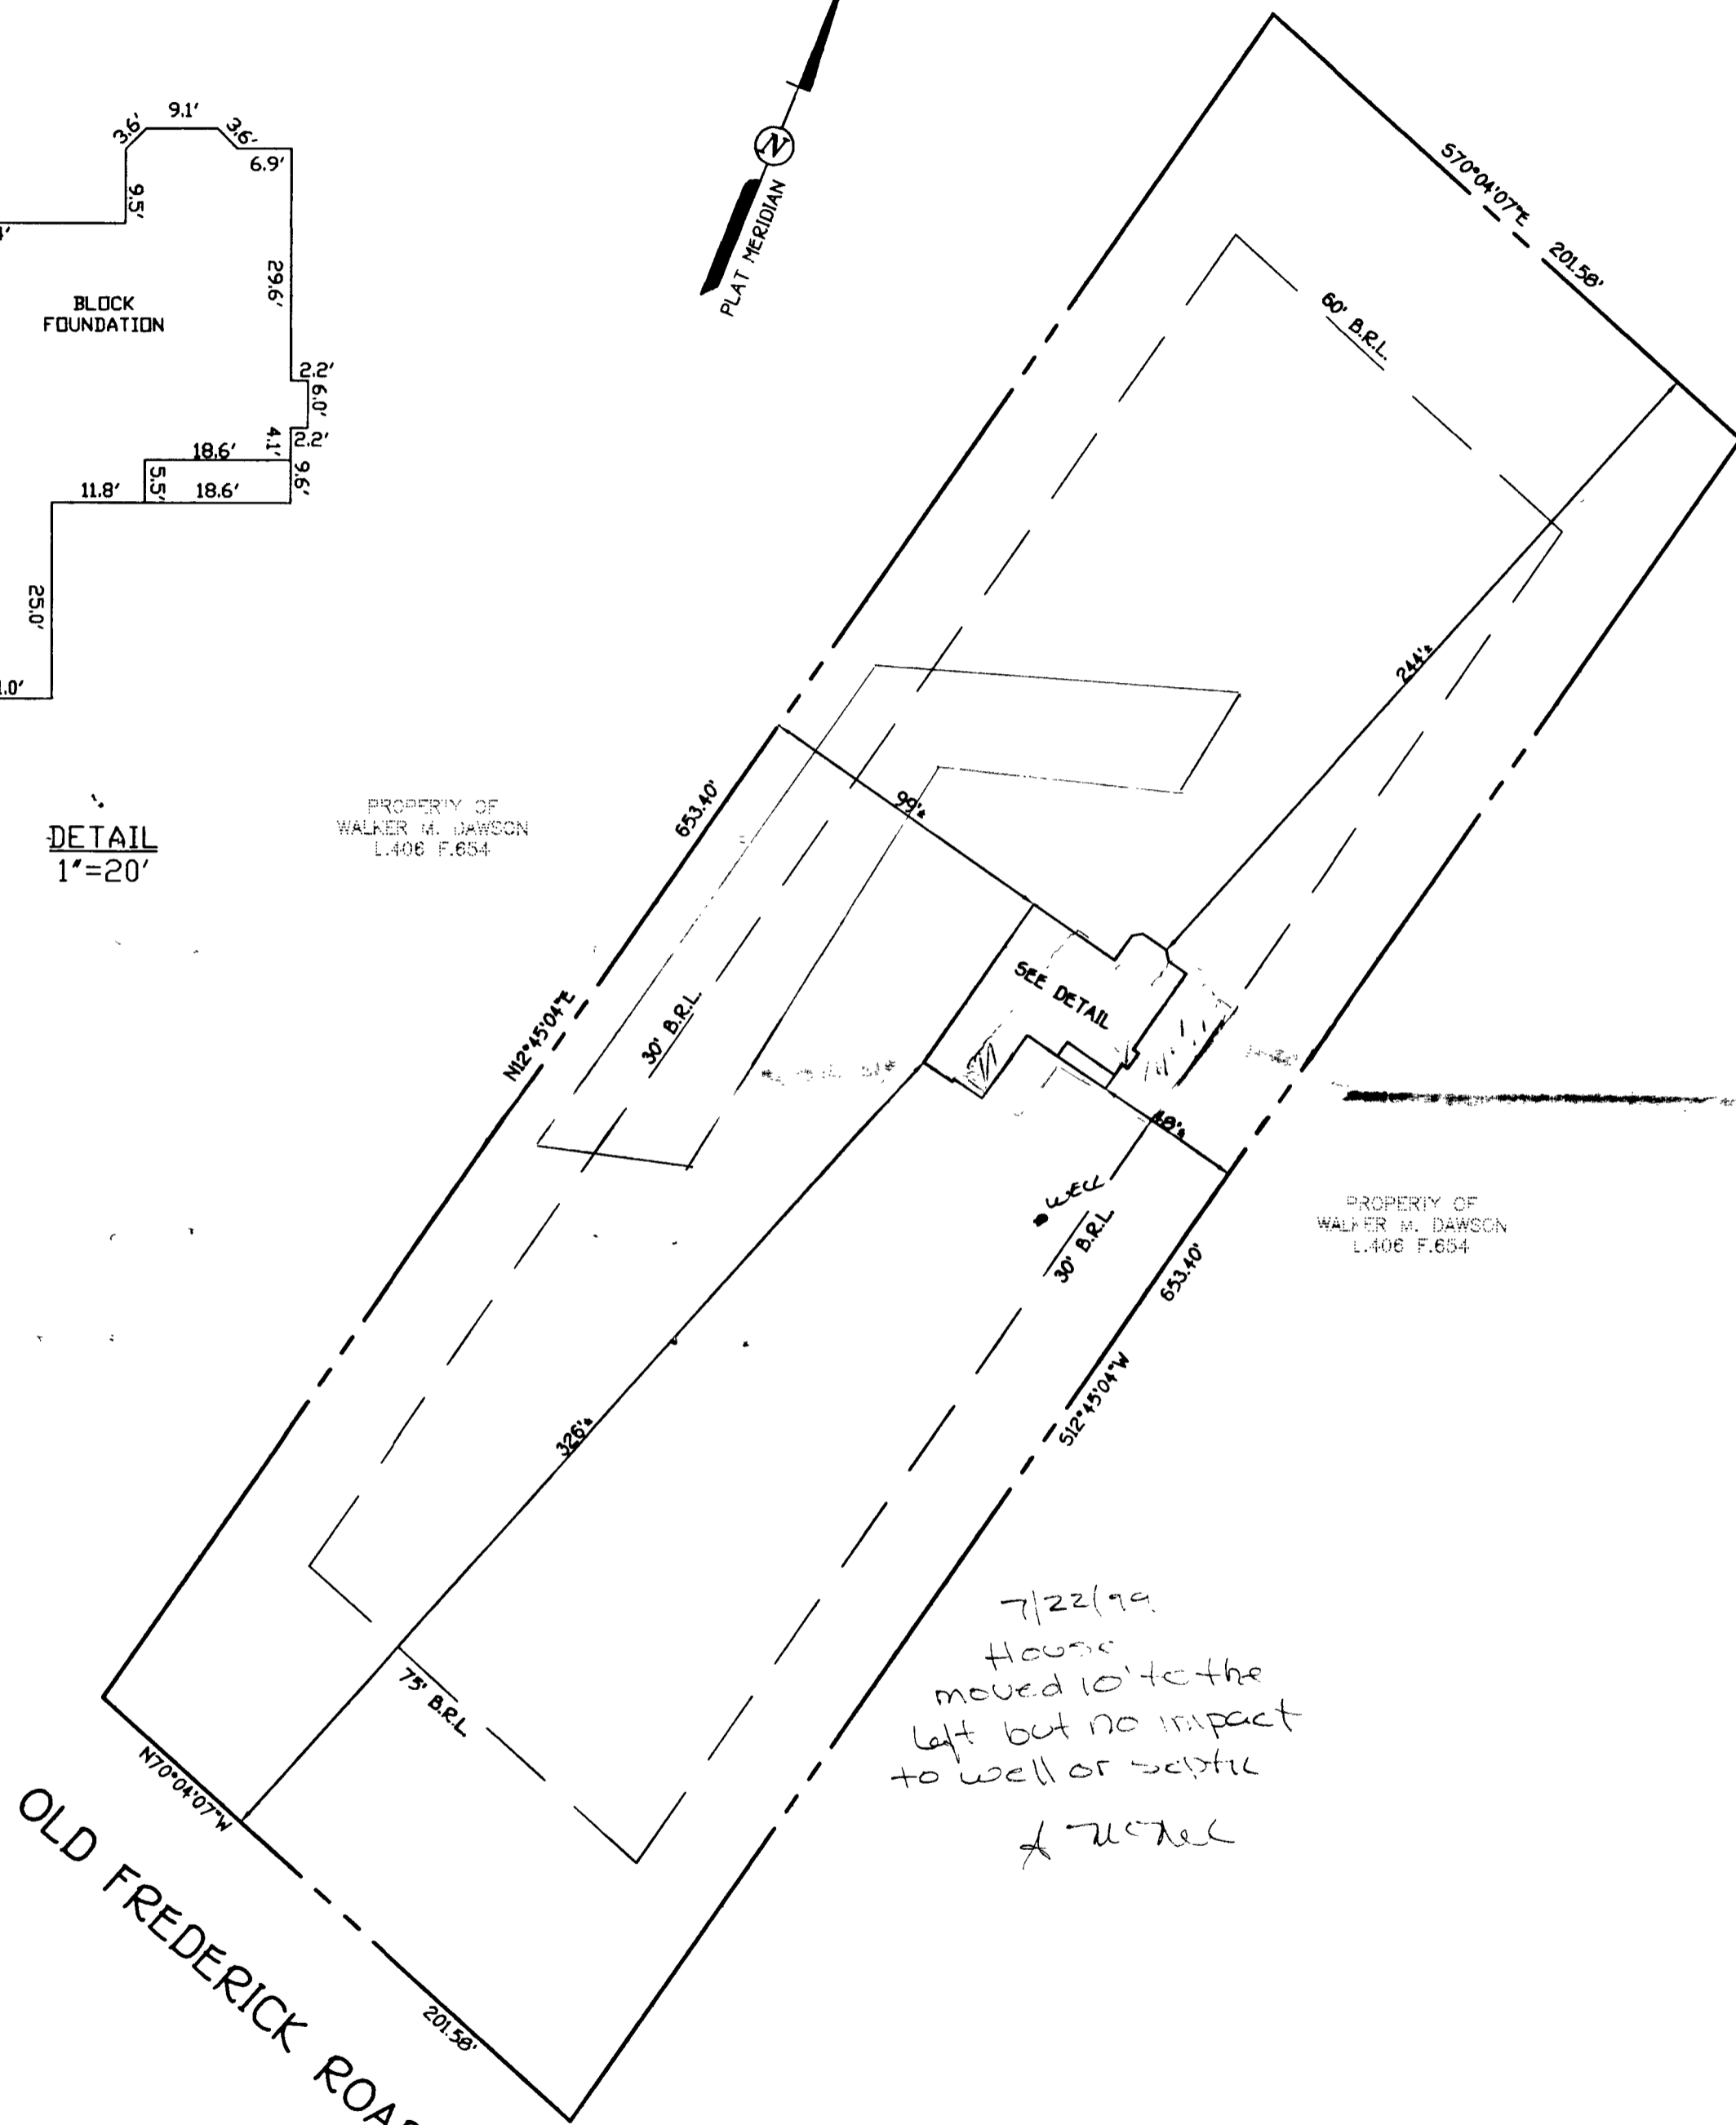 9.1'
3.6'
3.6'
6.9'
9.5'
29.6'
BLOCK
FOUNDATION
2.2'
6.0'
2.2'
4.1'
18.6'
5.5'
9.6'
11.8'
18.6'
25.0'
.0'
DETAIL
1"=20'
N
PLAT MERIDIAN
S70°04'07"E 201.58'
60' B.R.L.
244'±
PROPERTY OF
WALKER M. DAWSON
L.406 F.654
653.40'
99'±
N12°45'04"E
30' B.R.L.
SEE DETAIL
48'±
WELL
30' B.R.L.
PROPERTY OF
WALKER M. DAWSON
L.406 F.654
653.40'
S12°45'04"W
326'±
75' B.R.L.
7/22/99
House
moved 10' to the
left but no impact
to well or septic
N70°04'07"W
201.58'
OLD FREDERICK ROAD